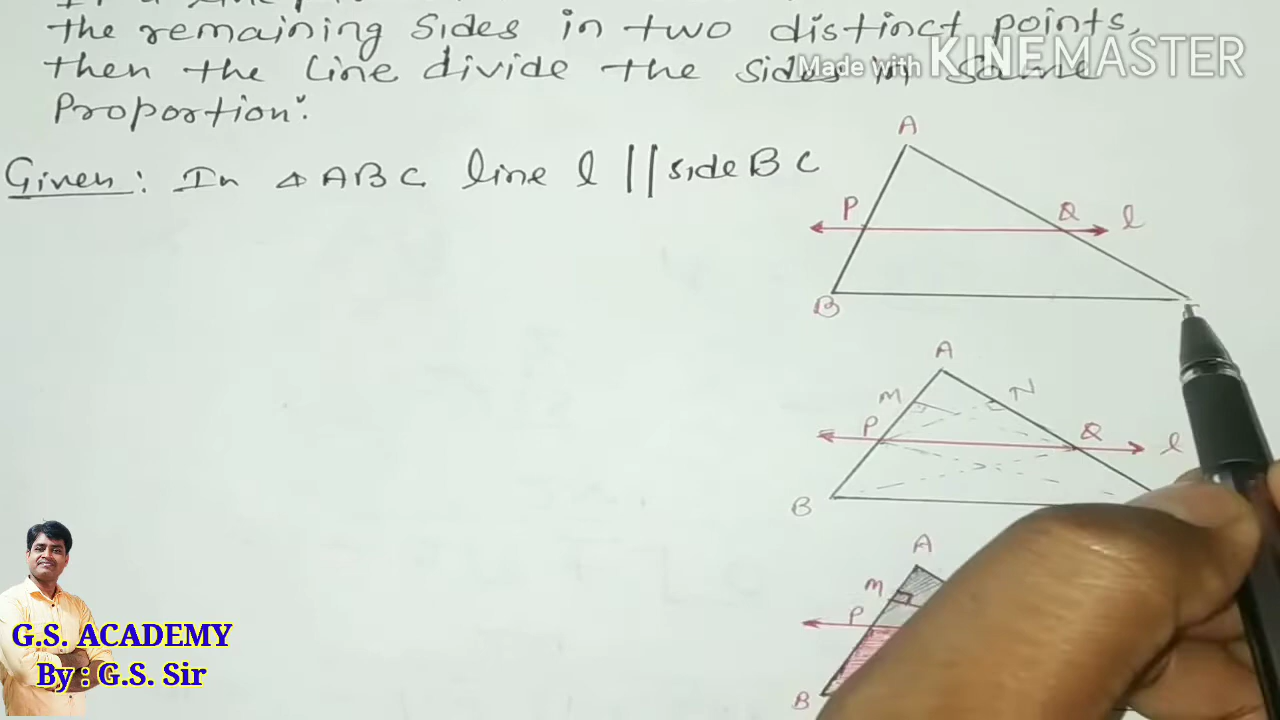 the remaining sides in two distinct points,
then the line divide the sides in same
Proportion".
Made with KINEMASTER
Given: In △ABC line l || side BC
A
P Q l
B
A
M N
P Q l
B
A
M
P
B
G.S. ACADEMY
By : G.S. Sir